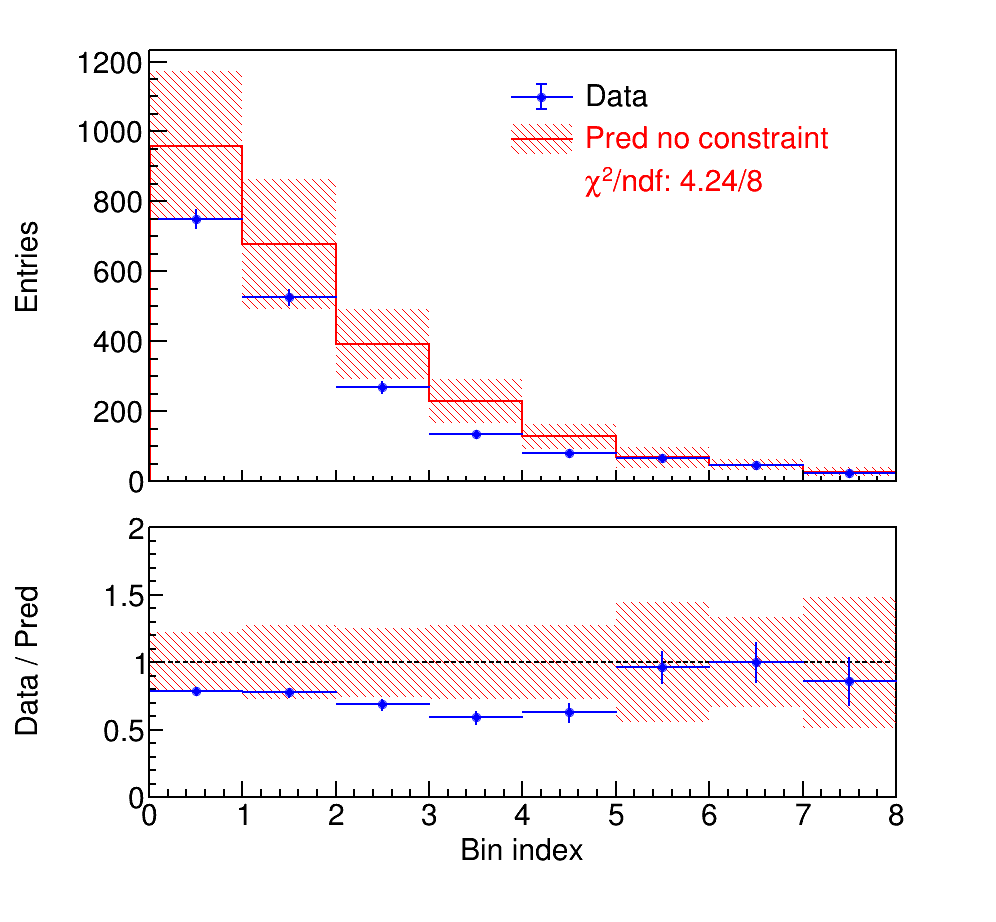 1200
1000
800
600
400
200
0
Entries
Data
Pred no constraint
χ²/ndf: 4.24/8
2
1.5
1
0.5
0
Data / Pred
0 1 2 3 4 5 6 7 8
Bin index